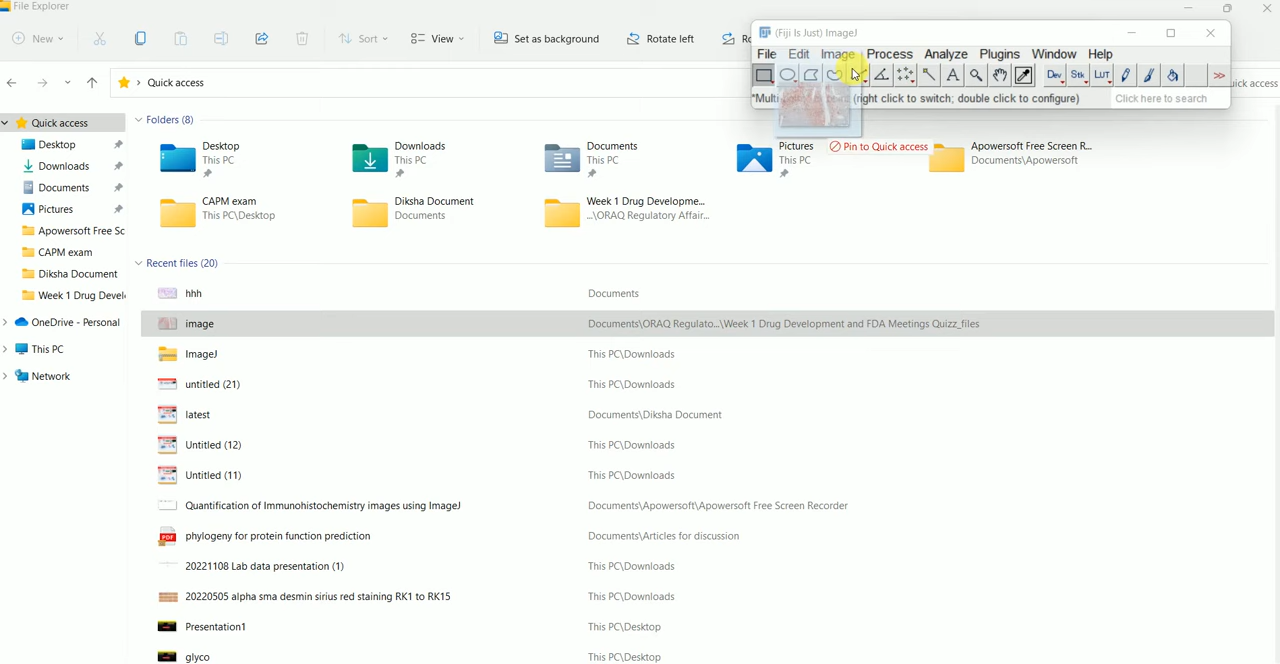 File Explorer
New
Sort
View
Set as background
Rotate left
Quick access
(Fiji Is Just) ImageJ
File Edit Image Process Analyze Plugins Window Help
Dev Stk LUT >>
(right click to switch; double click to configure)
Click here to search
uick access
Pin to Quick access
Quick access
Desktop
Downloads
Documents
Pictures
Apowersoft Free Sc
CAPM exam
Diksha Document
Week 1 Drug Devel
OneDrive - Personal
This PC
Network
Folders (8)
Desktop
This PC
Downloads
This PC
Documents
This PC
Pictures
This PC
Apowersoft Free Screen R...
Documents\Apowersoft
CAPM exam
This PC\Desktop
Diksha Document
Documents
Week 1 Drug Developme...
...\ORAQ Regulatory Affair...
Recent files (20)
hhh Documents
image Documents\ORAQ Regulato...\Week 1 Drug Development and FDA Meetings Quizz_files
ImageJ This PC\Downloads
untitled (21) This PC\Downloads
latest Documents\Diksha Document
Untitled (12) This PC\Downloads
Untitled (11) This PC\Downloads
Quantification of Immunohistochemistry images using ImageJ Documents\Apowersoft\Apowersoft Free Screen Recorder
phylogeny for protein function prediction Documents\Articles for discussion
20221108 Lab data presentation (1) This PC\Downloads
20220505 alpha sma desmin sirius red staining RK1 to RK15 This PC\Downloads
Presentation1 This PC\Desktop
glyco This PC\Desktop